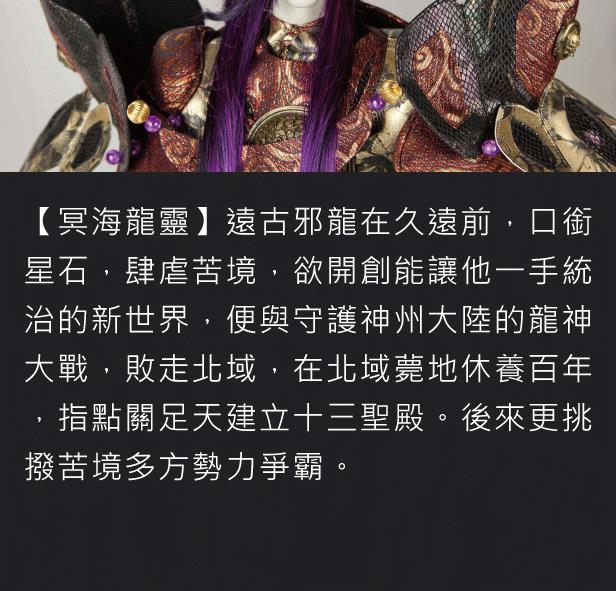 【冥海龍靈】遠古邪龍在久遠前，口銜
星石，肆虐苦境，欲開創能讓他一手統
治的新世界，便與守護神州大陸的龍神
大戰，敗走北域，在北域薨地休養百年
，指點關足天建立十三聖殿。後來更挑
撥苦境多方勢力爭霸。